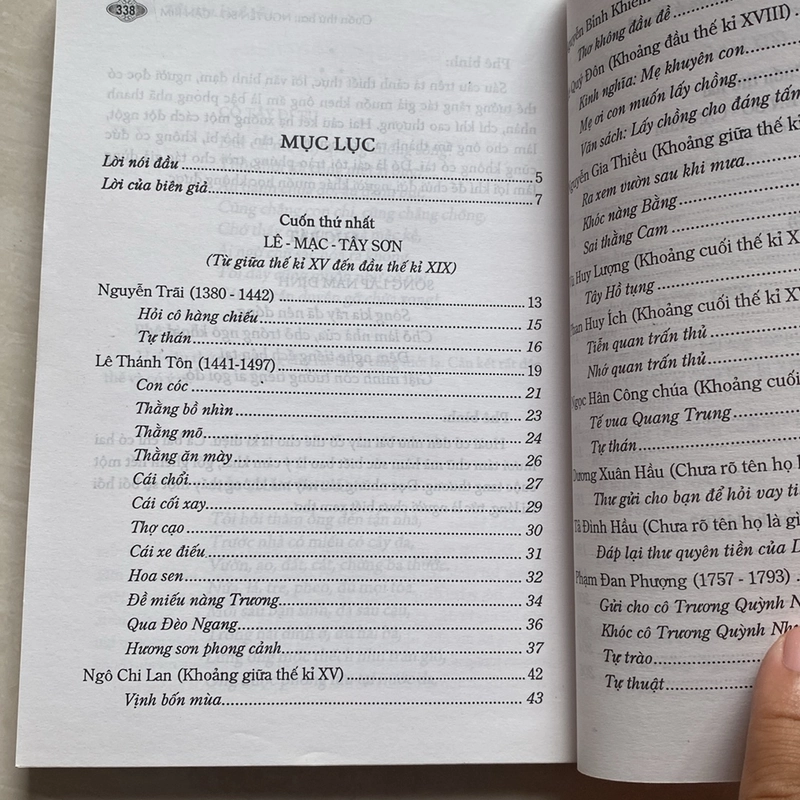 338
MỤC LỤC
Lời nói đầu 5
Lời của biên giả 7
Cuốn thứ nhất
LÊ - MẠC - TÂY SƠN
(Từ giữa thế kỉ XV đến đầu thế kỉ XIX)
Nguyễn Trãi (1380 - 1442) 13
Hỏi cô hàng chiếu 15
Tự thán 16
Lê Thánh Tôn (1441-1497) 19
Con cóc 21
Thằng bồ nhìn 23
Thằng mõ 24
Thằng ăn mày 26
Cái chổi 27
Cái cối xay 29
Thợ cạo 30
Cái xe điếu 31
Hoa sen 32
Đề miếu nàng Trương 34
Qua Đèo Ngang 36
Hương sơn phong cảnh 37
Ngô Chi Lan (Khoảng giữa thế kỉ XV) 42
Vịnh bốn mùa 43
Bỉnh Khiêm
Thơ không đầu đề
Quý Đôn (Khoảng đầu thế kỉ XVIII)
Kinh nghĩa: Mẹ khuyên con
Mẹ ơi con muốn lấy chồng
Văn sách: Lấy chồng cho đáng tấm
Gia Thiều (Khoảng giữa thế kỉ
Ra xem vườn sau khi mưa
Khóc nàng Bằng
Sai thằng Cam
Huy Lượng (Khoảng cuối thế kỉ
Tây Hồ tụng
Huy Ích (Khoảng cuối thế kỉ
Tiễn quan trấn thủ
Nhớ quan trấn thủ
Ngọc Hân Công chúa (Khoảng cuối
Tế vua Quang Trung
Tự thán
Dương Xuân Hầu (Chưa rõ tên họ
Thư gửi cho bạn để hỏi vay
Tã Đình Hầu (Chưa rõ tên họ là
Đáp lại thư quyên tiền của
Phạm Đan Phượng (1757 - 1793)
Gửi cho cô Trương Quỳnh
Khóc cô Trương Quỳnh
Tự trào
Tự thuật